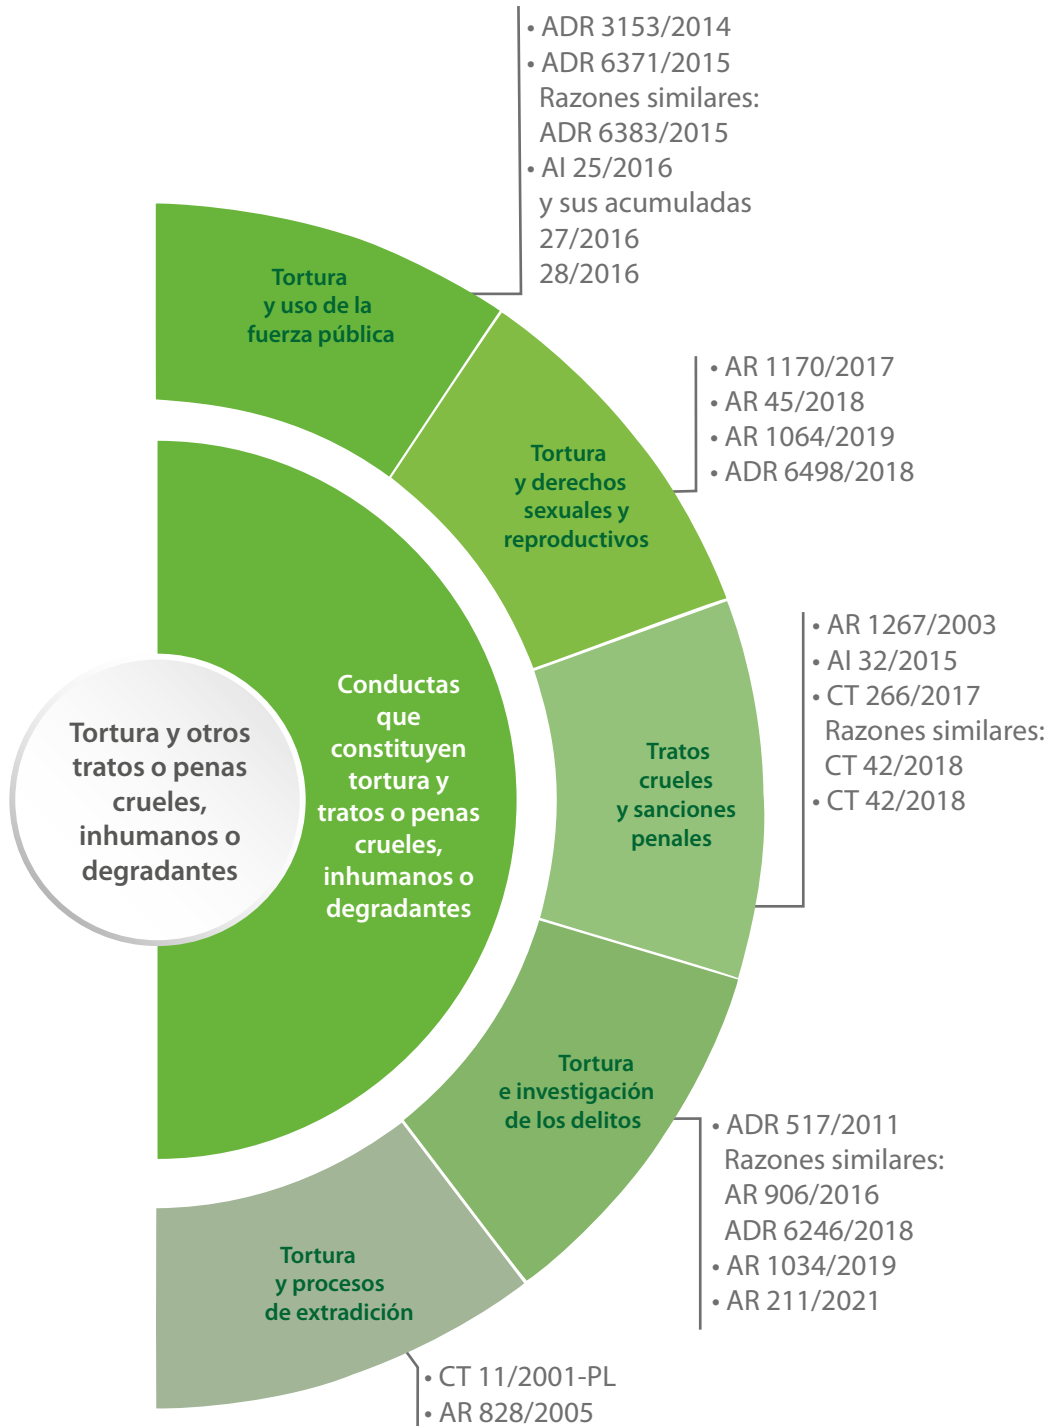 Tortura y otros
tratos o penas
crueles,
inhumanos o
degradantes
Conductas
que
constituyen
tortura y
tratos o penas
crueles,
inhumanos o
degradantes
Tortura
y uso de la
fuerza pública
• ADR 3153/2014
• ADR 6371/2015
Razones similares:
ADR 6383/2015
• AI 25/2016
y sus acumuladas
27/2016
28/2016
Tortura
y derechos
sexuales y
reproductivos
• AR 1170/2017
• AR 45/2018
• AR 1064/2019
• ADR 6498/2018
Tratos
crueles
y sanciones
penales
• AR 1267/2003
• AI 32/2015
• CT 266/2017
Razones similares:
CT 42/2018
• CT 42/2018
Tortura
e investigación
de los delitos
• ADR 517/2011
Razones similares:
AR 906/2016
ADR 6246/2018
• AR 1034/2019
• AR 211/2021
Tortura
y procesos
de extradición
• CT 11/2001-PL
• AR 828/2005